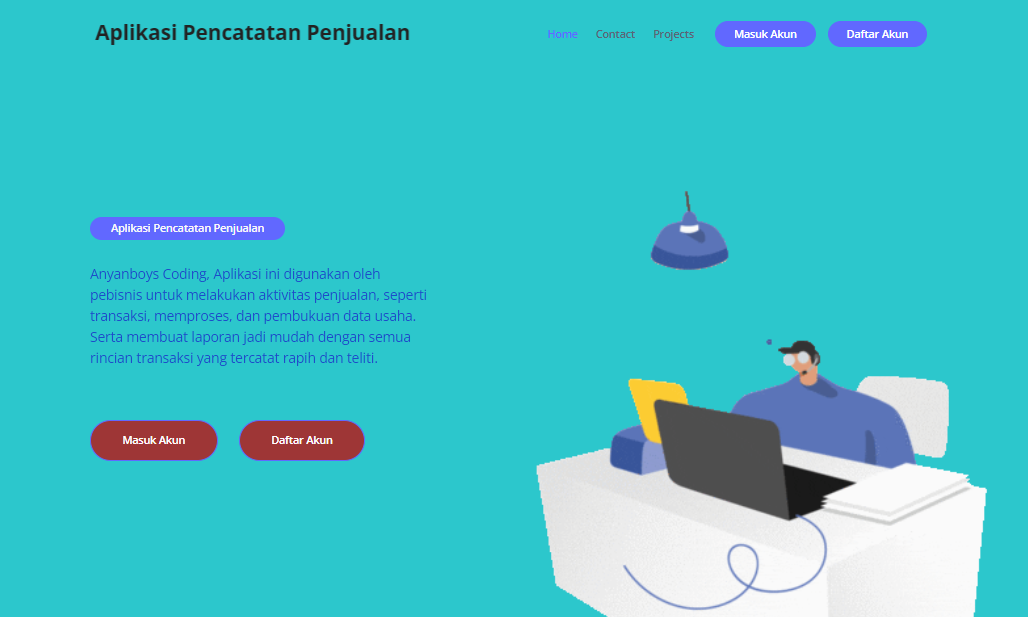 Aplikasi Pencatatan Penjualan
Home
Contact
Projects
Masuk Akun
Daftar Akun
Aplikasi Pencatatan Penjualan
Anyanboys Coding, Aplikasi ini digunakan oleh
pebisnis untuk melakukan aktivitas penjualan, seperti
transaksi, memproses, dan pembukuan data usaha.
Serta membuat laporan jadi mudah dengan semua
rincian transaksi yang tercatat rapih dan teliti.
Masuk Akun
Daftar Akun